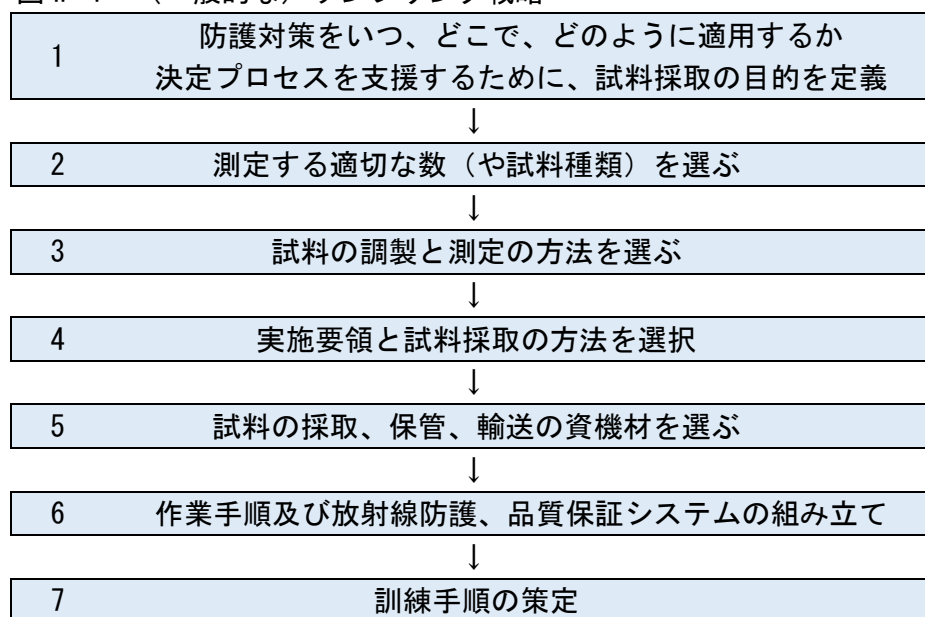 1
防護対策をいつ、どこで、どのように適用するか
決定プロセスを支援するために、試料採取の目的を定義
↓
2 測定する適切な数（や試料種類）を選ぶ
↓
3 試料の調製と測定の方法を選ぶ
↓
4 実施要領と試料採取の方法を選択
↓
5 試料の採取、保管、輸送の資機材を選ぶ
↓
6 作業手順及び放射線防護、品質保証システムの組み立て
↓
7 訓練手順の策定